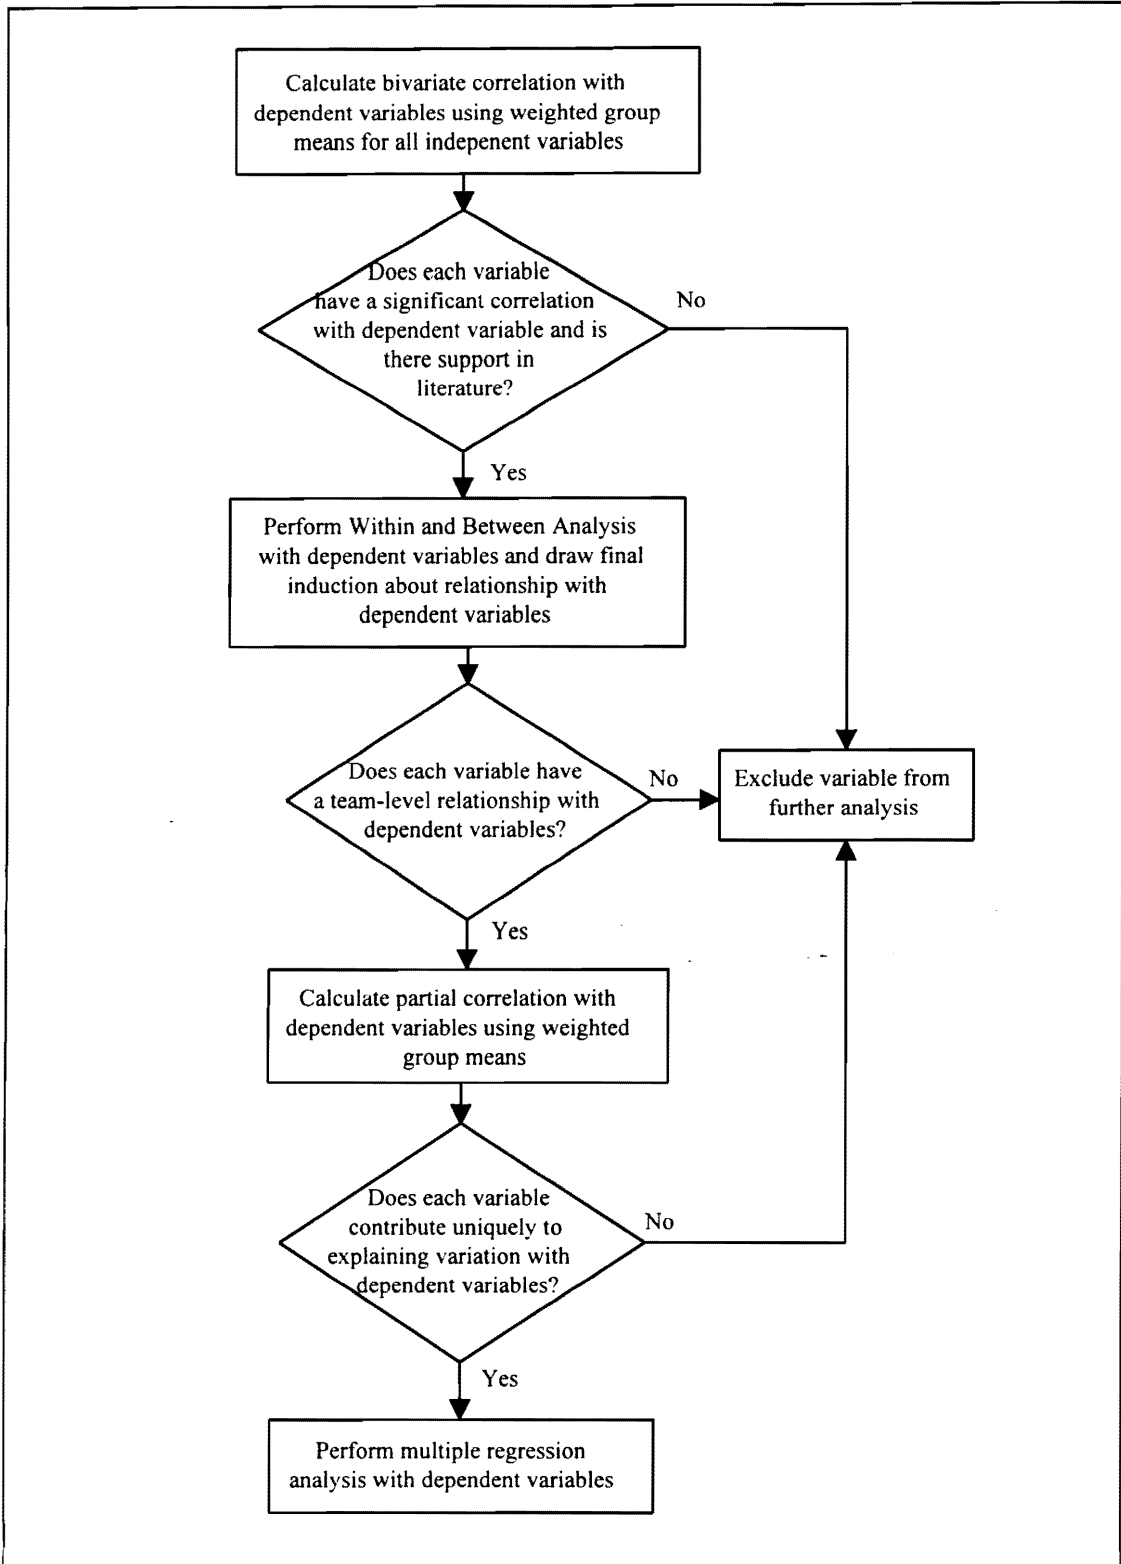 Calculate bivariate correlation with
dependent variables using weighted group
means for all indepenent variables
Does each variable
have a significant correlation
with dependent variable and is
there support in
literature?
No
Yes
Perform Within and Between Analysis
with dependent variables and draw final
induction about relationship with
dependent variables
Does each variable have
a team-level relationship with
dependent variables?
No
Exclude variable from
further analysis
Yes
Calculate partial correlation with
dependent variables using weighted
group means
Does each variable
contribute uniquely to
explaining variation with
dependent variables?
No
Yes
Perform multiple regression
analysis with dependent variables